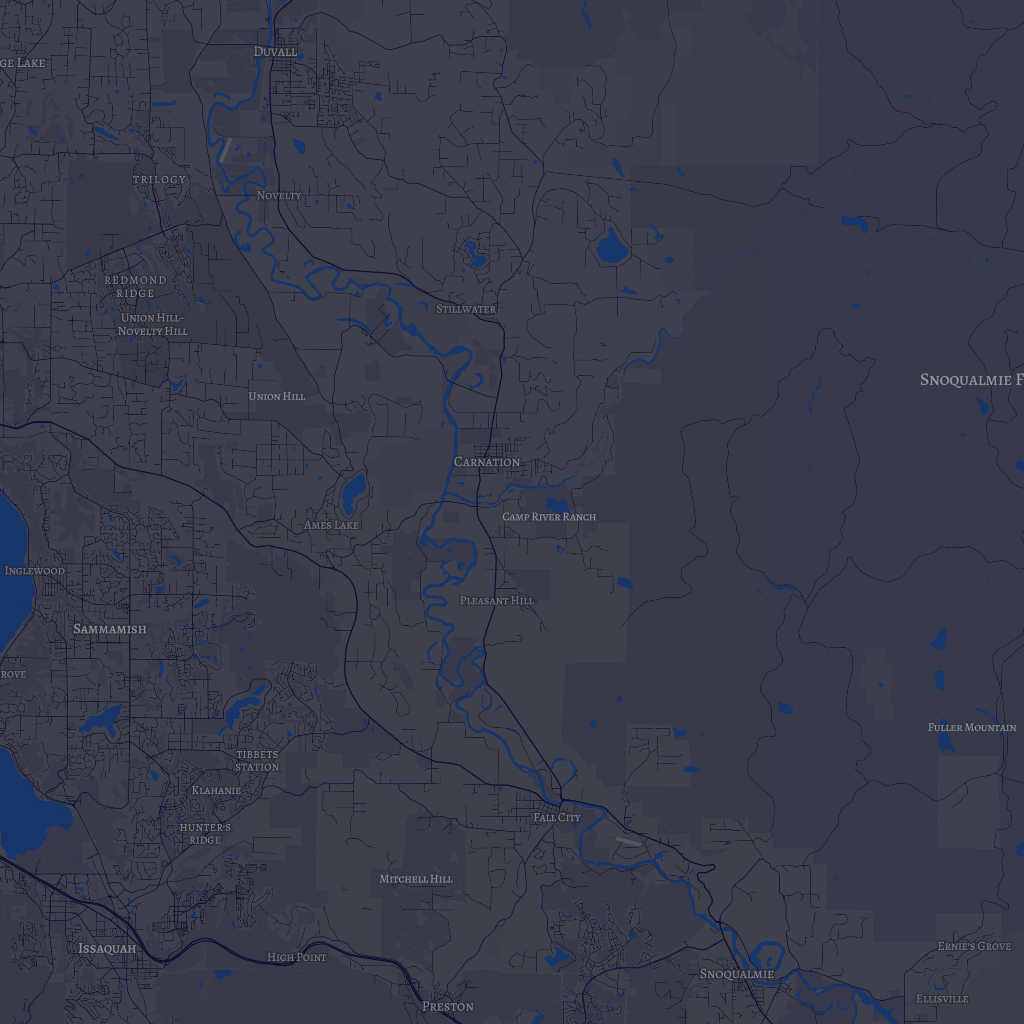 Duvall
ge Lake
Trilogy
Novelty
Redmond
Ridge
Stillwater
Union Hill-
Novelty Hill
Snoqualmie F
Union Hill
Carnation
Camp River Ranch
Ames Lake
Inglewood
Pleasant Hill
Sammamish
rove
Fuller Mountain
Tibbets
Station
Klahanie
Fall City
Hunter's
Ridge
Mitchell Hill
Issaquah
Ernie's Grove
High Point
Snoqualmie
Ellisville
Preston